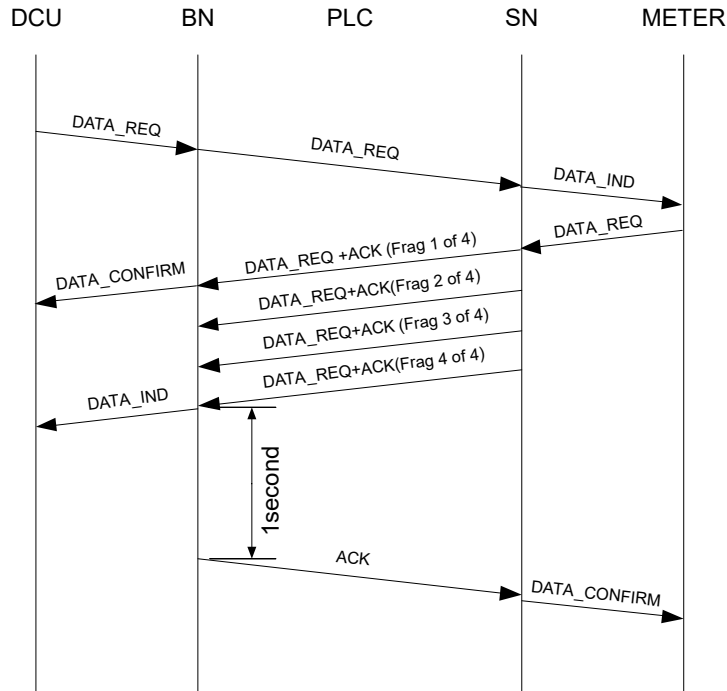 DCU BN PLC SN METER
DATA_REQ
DATA_REQ
DATA_IND
DATA_REQ
DATA_REQ +ACK (Frag 1 of 4)
DATA_CONFIRM
DATA_REQ+ACK(Frag 2 of 4)
DATA_REQ+ACK (Frag 3 of 4)
DATA_REQ+ACK(Frag 4 of 4)
DATA_IND
1second
ACK
DATA_CONFIRM